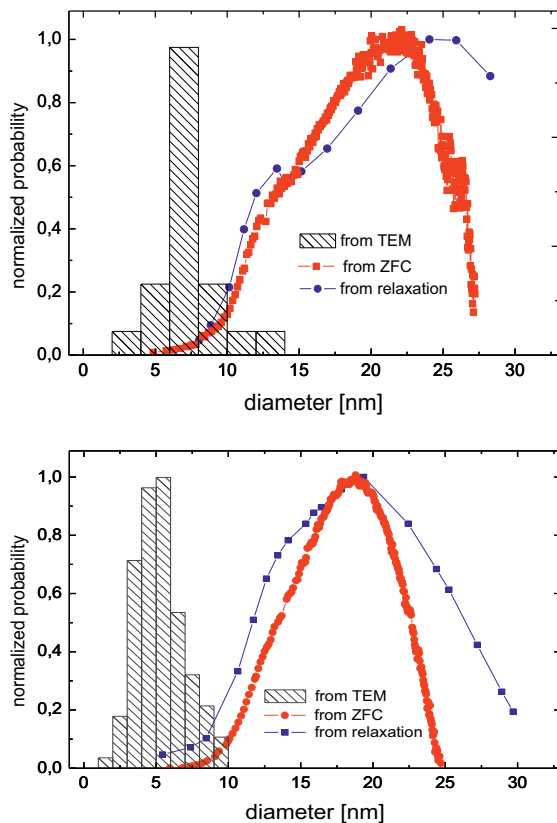 normalized probability
1,0
0,8
0,6
0,4
0,2
0,0
from TEM
from ZFC
from relaxation
0 5 10 15 20 25 30
diameter [nm]
normalized probability
1,0
0,8
0,6
0,4
0,2
0,0
from TEM
from ZFC
from relaxation
0 5 10 15 20 25 30
diameter [nm]